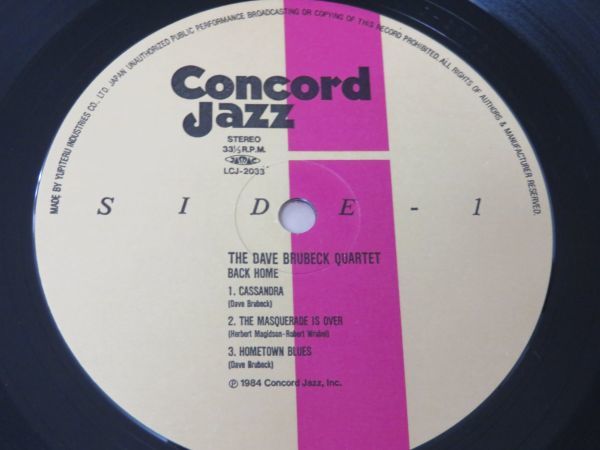 MADE BY YUPITERU INDUSTRIES CO., LTD. JAPAN UNAUTHORIZED PUBLIC PERFORMANCE, BROADCASTING OR COPYING OF THIS RECORD PROHIBITED. ALL RIGHTS OF AUTHORS & MANUFACTURER RESERVED.
Concord
Jazz
STEREO
33⅓ R.P.M.
JASRAC
LCJ-2033
SIDE-1
THE DAVE BRUBECK QUARTET
BACK HOME
1. CASSANDRA
(Dave Brubeck)
2. THE MASQUERADE IS OVER
(Herbert Magidson-Robert Wrubel)
3. HOMETOWN BLUES
(Dave Brubeck)
Ⓟ 1984 Concord Jazz, Inc.